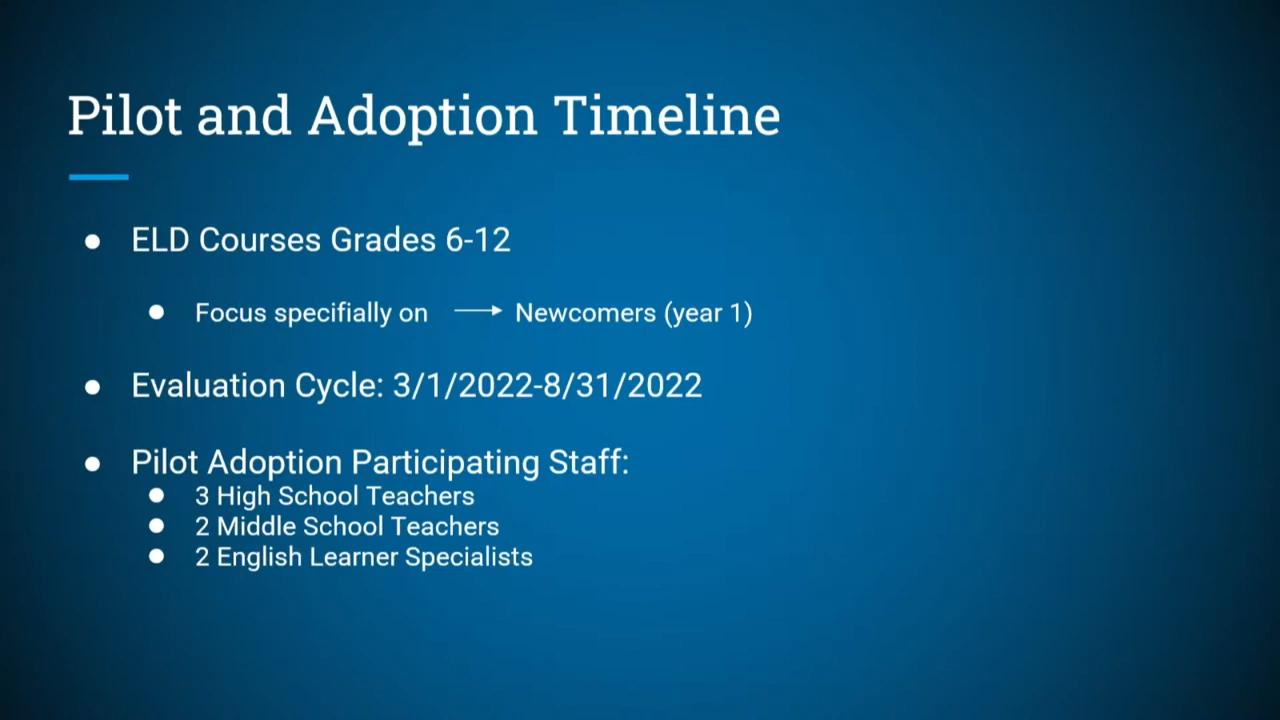 Pilot and Adoption Timeline
ELD Courses Grades 6-12
Focus specifially on → Newcomers (year 1)
Evaluation Cycle: 3/1/2022-8/31/2022
Pilot Adoption Participating Staff:
3 High School Teachers
2 Middle School Teachers
2 English Learner Specialists